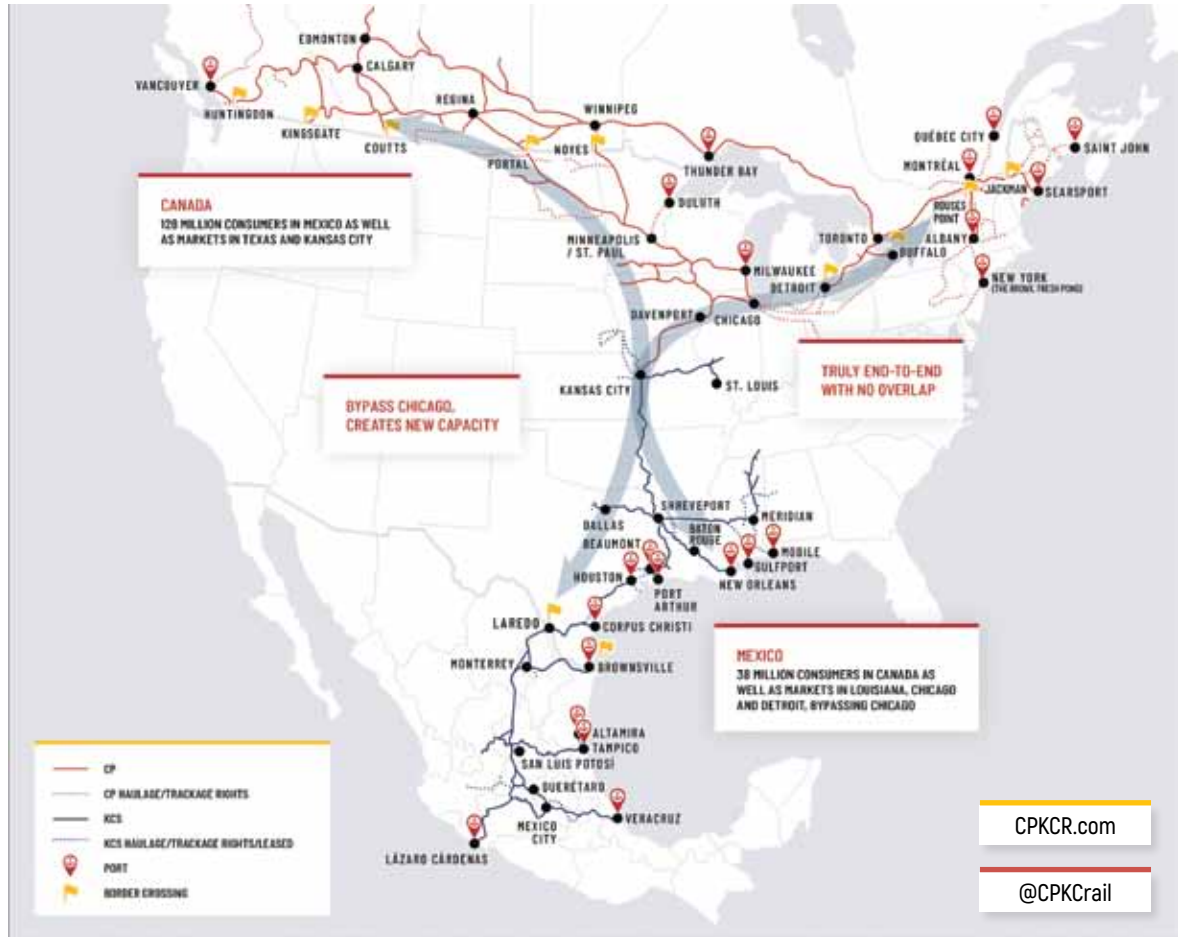 EDMONTON
CALGARY
VANCOUVER
HUNTINGDON
KINGSGATE
COUTTS
REGINA
WINNIPEG
PORTAL
NOYES
THUNDER BAY
DULUTH
MINNEAPOLIS
/ ST. PAUL
QUÉBEC CITY
SAINT JOHN
MONTRÉAL
JACKMAN
SEARSPORT
ROUSES
POINT
TORONTO
ALBANY
BUFFALO
MILWAUKEE
DETROIT
NEW YORK
(THE BRONX, FRESH POND)
DAVENPORT
CHICAGO
CANADA
128 MILLION CONSUMERS IN MEXICO AS WELL
AS MARKETS IN TEXAS AND KANSAS CITY
KANSAS CITY
ST. LOUIS
TRULY END-TO-END
WITH NO OVERLAP
BYPASS CHICAGO,
CREATES NEW CAPACITY
SHREVEPORT
DALLAS
MERIDIAN
BATON
ROUGE
BEAUMONT
MOBILE
GULFPORT
HOUSTON
NEW ORLEANS
PORT
ARTHUR
LAREDO
CORPUS CHRISTI
MONTERREY
BROWNSVILLE
MEXICO
38 MILLION CONSUMERS IN CANADA AS
WELL AS MARKETS IN LOUISIANA, CHICAGO
AND DETROIT, BYPASSING CHICAGO
ALTAMIRA
TAMPICO
SAN LUIS POTOSÍ
QUERÉTARO
MEXICO
CITY
VERACRUZ
LÁZARO CÁRDENAS
CP
CP HAULAGE/TRACKAGE RIGHTS
KCS
KCS HAULAGE/TRACKAGE RIGHTS/LEASED
PORT
BORDER CROSSING
CPKCR.com
@CPKCrail